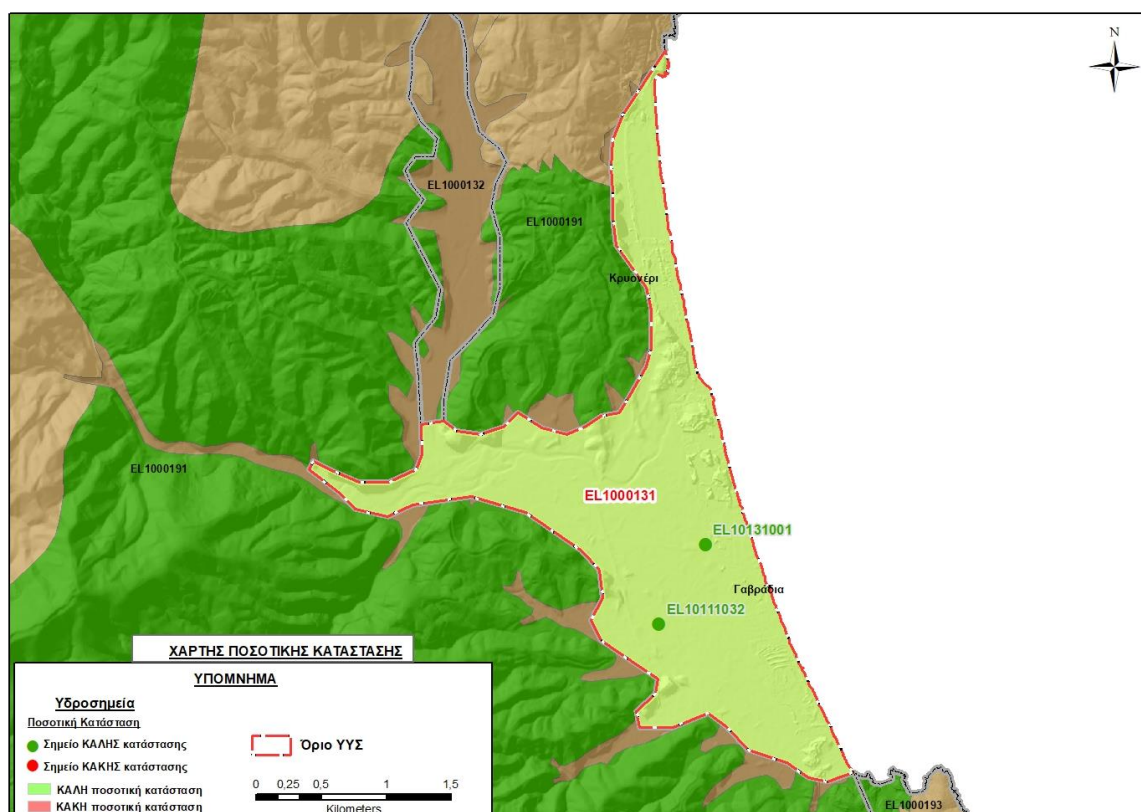 N
EL1000132
EL1000191
Κρυονέρι
EL1000191
EL1000131
EL10131001
Γαβράδια
EL10111032
ΧΑΡΤΗΣ ΠΟΣΟΤΙΚΗΣ ΚΑΤΑΣΤΑΣΗΣ
ΥΠΟΜΝΗΜΑ
Υδροσημεία
Ποσοτική Κατάσταση
Σημείο ΚΑΛΗΣ κατάστασης
Όριο ΥΥΣ
Σημείο ΚΑΚΗΣ κατάστασης
0 0,25 0,5 1 1,5
ΚΑΛΗ ποσοτική κατάσταση
ΚΑΚΗ ποσοτική κατάσταση
Kilometers
EL1000193